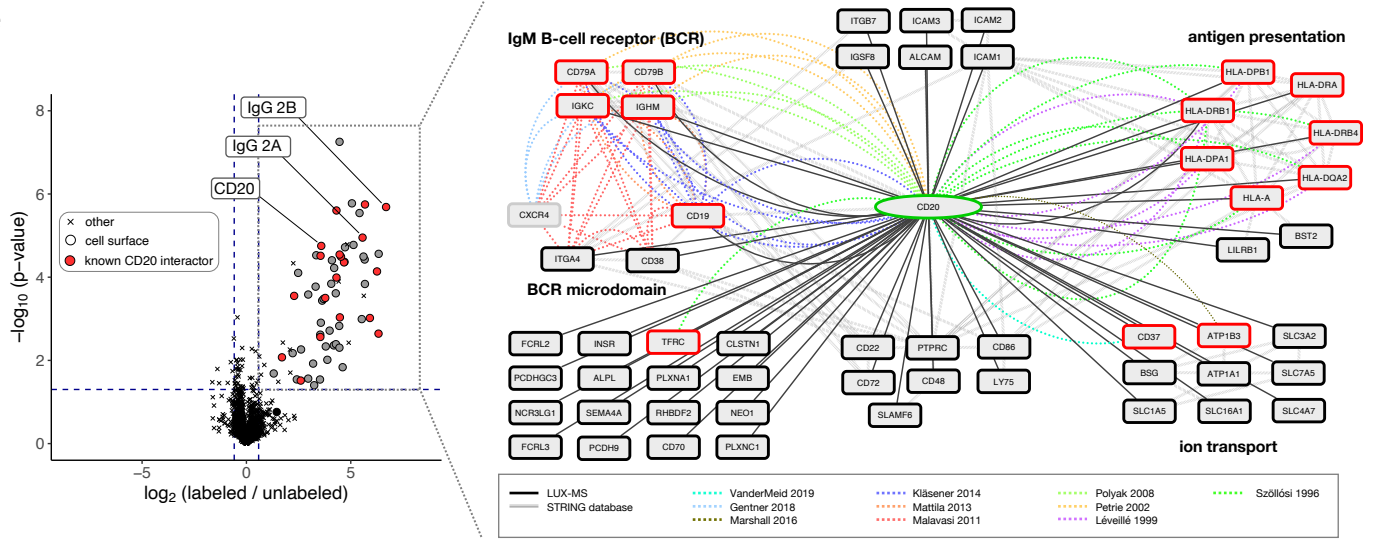 IgG 2B
IgG 2A
CD20
× other
cell surface
known CD20 interactor
8
6
4
2
0
−5
0
5
−log10 (p−value)
log2 (labeled / unlabeled)
IgM B-cell receptor (BCR)
CD79A
CD79B
IGKC
IGHM
CXCR4
CD19
ITGA4
CD38
BCR microdomain
ITGB7
ICAM3
ICAM2
IGSF8
ALCAM
ICAM1
antigen presentation
HLA-DPB1
HLA-DRA
HLA-DRB1
HLA-DRB4
HLA-DPA1
HLA-DQA2
HLA-A
BST2
LILRB1
CD20
FCRL2
INSR
TFRC
CLSTN1
PCDHGC3
ALPL
PLXNA1
EMB
NCR3LG1
SEMA4A
RHBDF2
NEO1
FCRL3
PCDH9
CD70
PLXNC1
CD22
PTPRC
CD86
CD72
CD48
LY75
SLAMF6
CD37
ATP1B3
SLC3A2
BSG
ATP1A1
SLC7A5
SLC1A5
SLC16A1
SLC4A7
ion transport
LUX-MS
STRING database
VanderMeid 2019
Gentner 2018
Marshall 2016
Kläsener 2014
Mattila 2013
Malavasi 2011
Polyak 2008
Petrie 2002
Léveillé 1999
Szöllósi 1996